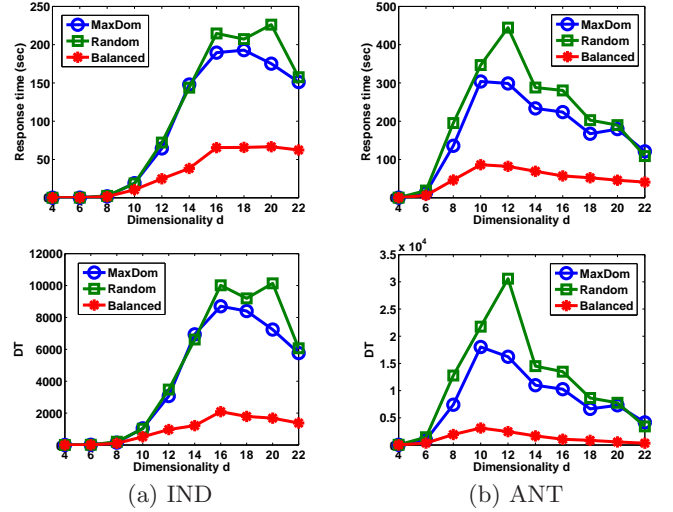 250
200
150
100
50
Response time (sec)
MaxDom
Random
Balanced
4 6 8 10 12 14 16 18 20 22
Dimensionality d
500
400
300
200
100
0
Response time (sec)
MaxDom
Random
Balanced
4 6 8 10 12 14 16 18 20 22
Dimensionality d
12000
10000
8000
6000
4000
2000
DT
MaxDom
Random
Balanced
4 6 8 10 12 14 16 18 20 22
Dimensionality d
(a) IND
x 10^4
3.5
3
2.5
2
1.5
1
0.5
0
DT
MaxDom
Random
Balanced
4 6 8 10 12 14 16 18 20 22
Dimensionality d
(b) ANT